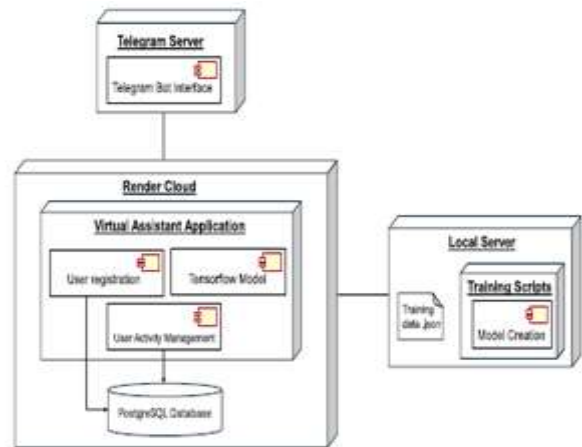 Telegram Server
Telegram Bot Interface
Render Cloud
Virtual Assistant Application
User registration
Tensorflow Model
User Activity Management
PostgreSQL Database
Local Server
Training
data.json
Training Scripts
Model Creation